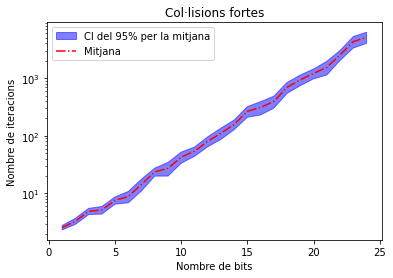 Col·lisions fortes
CI del 95% per la mitjana
Mitjana
Nombre de iteracions
10³
10²
10¹
0 5 10 15 20 25
Nombre de bits